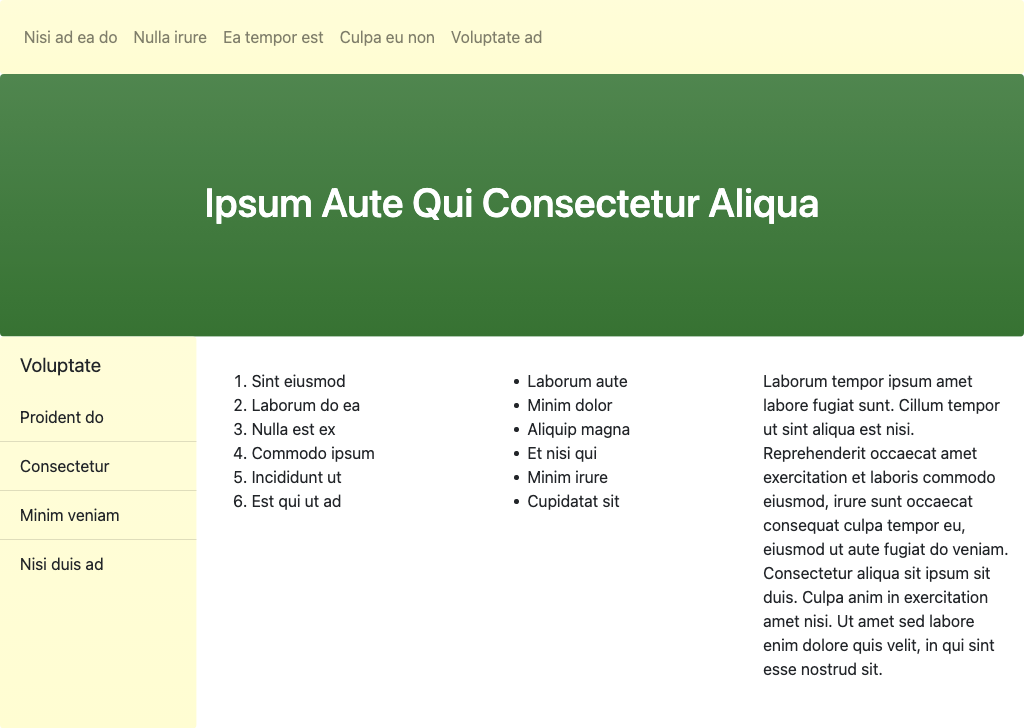 Nisi ad ea do Nulla irure Ea tempor est Culpa eu non Voluptate ad
Ipsum Aute Qui Consectetur Aliqua
Voluptate
Proident do
Consectetur
Minim veniam
Nisi duis ad
1. Sint eiusmod
2. Laborum do ea
3. Nulla est ex
4. Commodo ipsum
5. Incididunt ut
6. Est qui ut ad
• Laborum aute
• Minim dolor
• Aliquip magna
• Et nisi qui
• Minim irure
• Cupidatat sit
Laborum tempor ipsum amet
labore fugiat sunt. Cillum tempor
ut sint aliqua est nisi.
Reprehenderit occaecat amet
exercitation et laboris commodo
eiusmod, irure sunt occaecat
consequat culpa tempor eu,
eiusmod ut aute fugiat do veniam.
Consectetur aliqua sit ipsum sit
duis. Culpa anim in exercitation
amet nisi. Ut amet sed labore
enim dolore quis velit, in qui sint
esse nostrud sit.